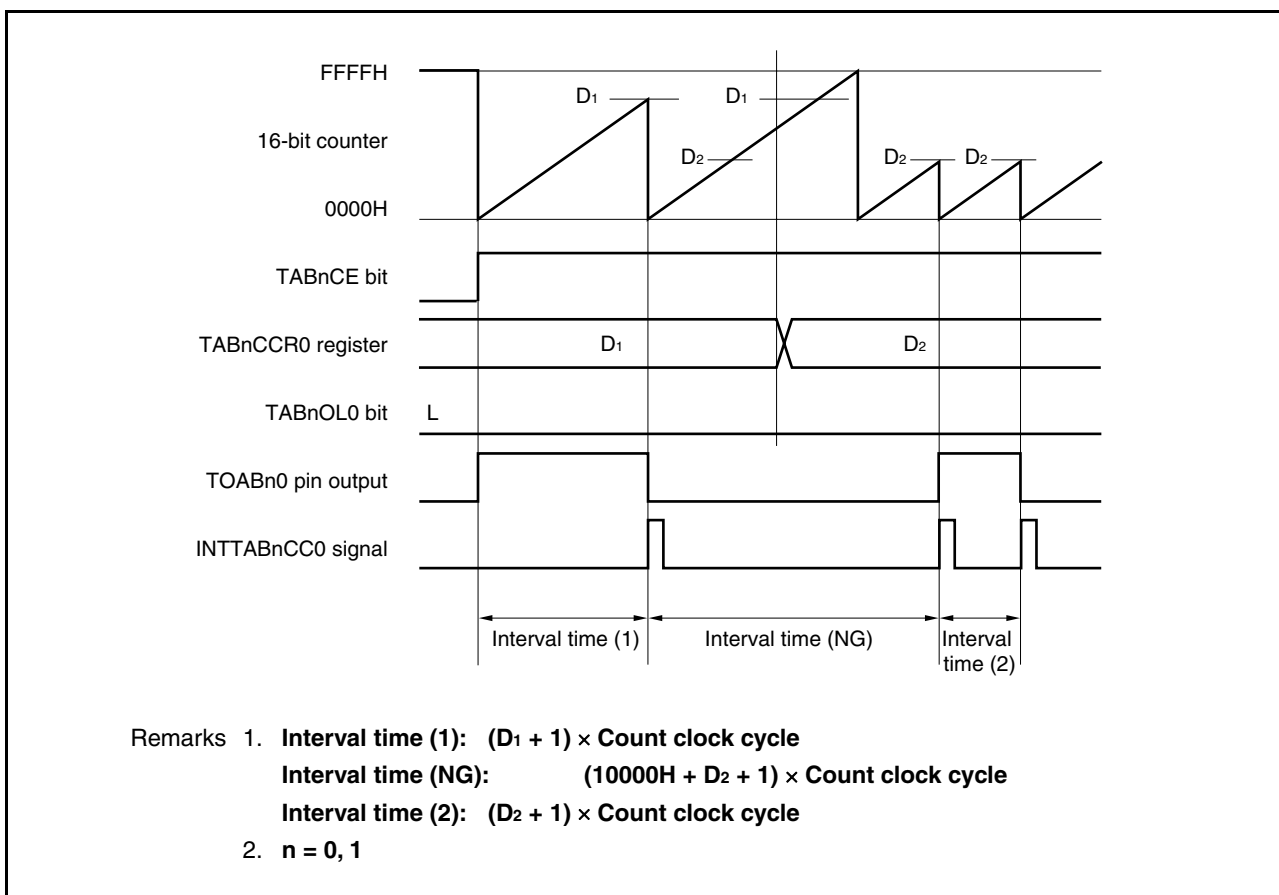 FFFFH
D1
D1
16-bit counter
D2
D2
D2
0000H
TABnCE bit
TABnCCR0 register
D1
D2
TABnOL0 bit
L
TOABn0 pin output
INTTABnCC0 signal
Interval time (1)
Interval time (NG)
Interval
time (2)
Remarks 1. Interval time (1): (D1 + 1) × Count clock cycle
Interval time (NG): (10000H + D2 + 1) × Count clock cycle
Interval time (2): (D2 + 1) × Count clock cycle
2. n = 0, 1